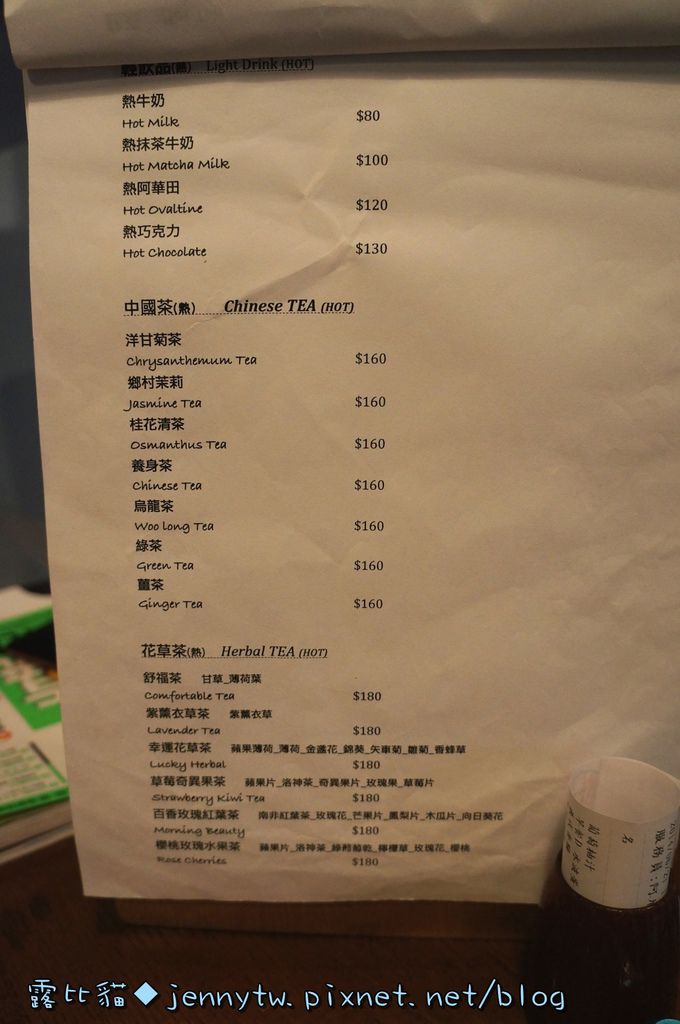 輕飲品(熱) Light Drink (HOT)
熱牛奶
Hot Milk $80
熱抹茶牛奶
Hot Matcha Milk $100
熱阿華田
Hot Ovaltine $120
熱巧克力
Hot Chocolate $130
中國茶(熱) Chinese TEA (HOT)
洋甘菊茶
Chrysanthemum Tea $160
鄉村茉莉
Jasmine Tea $160
桂花清茶
Osmanthus Tea $160
養身茶
Chinese Tea $160
烏龍茶
Woo long Tea $160
綠茶
Green Tea $160
薑茶
Ginger Tea $160
花草茶(熱) Herbal TEA (HOT)
舒福茶 甘草_薄荷葉
Comfortable Tea $180
紫薰衣草茶 紫薰衣草
Lavender Tea $180
幸運花草茶 蘋果薄荷_薄荷_金盞花_錦葵_矢車菊_雛菊_香蜂草
Lucky Herbal $180
草莓奇異果茶 蘋果片_洛神茶_奇異果片_玫瑰果_草莓片
Strawberry Kiwi Tea $180
百香玫瑰紅葉茶 南非紅葉茶_玫瑰花_芒果片_鳳梨片_木瓜片_向日葵花
Morning Beauty $180
櫻桃玫瑰水果茶 蘋果片_洛神茶_綠葡萄乾_檸檬草_玫瑰花_櫻桃
Rose Cherries $180
名
露比貓◆jennytw.pixnet.net/blog